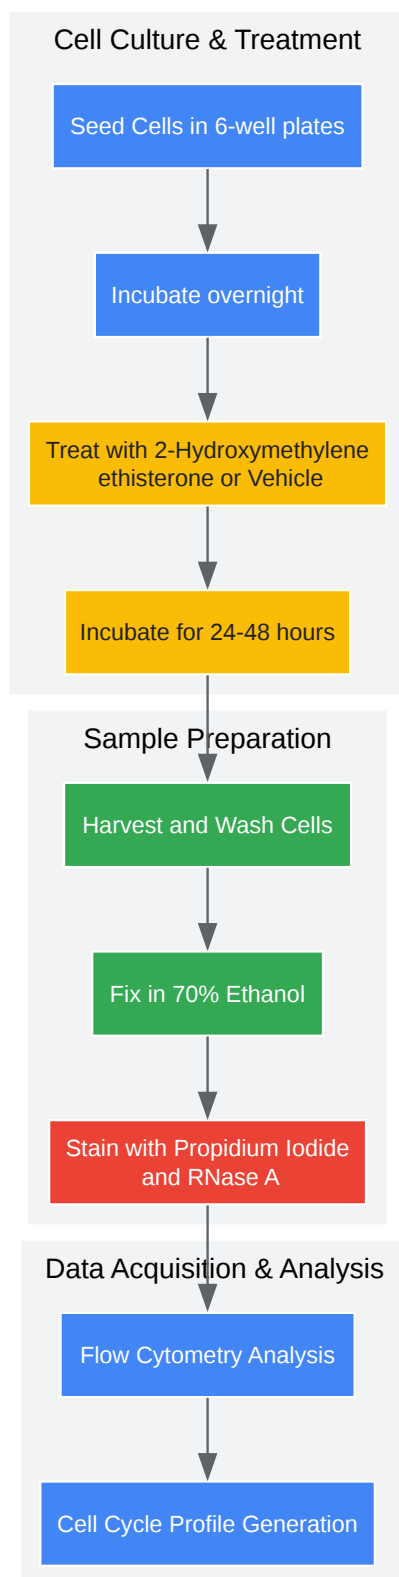 Cell Culture & Treatment
Seed Cells in 6-well plates
Incubate overnight
Treat with 2-Hydroxymethylene
ethisterone or Vehicle
Incubate for 24-48 hours
Sample Preparation
Harvest and Wash Cells
Fix in 70% Ethanol
Stain with Propidium Iodide
and RNase A
Data Acquisition & Analysis
Flow Cytometry Analysis
Cell Cycle Profile Generation